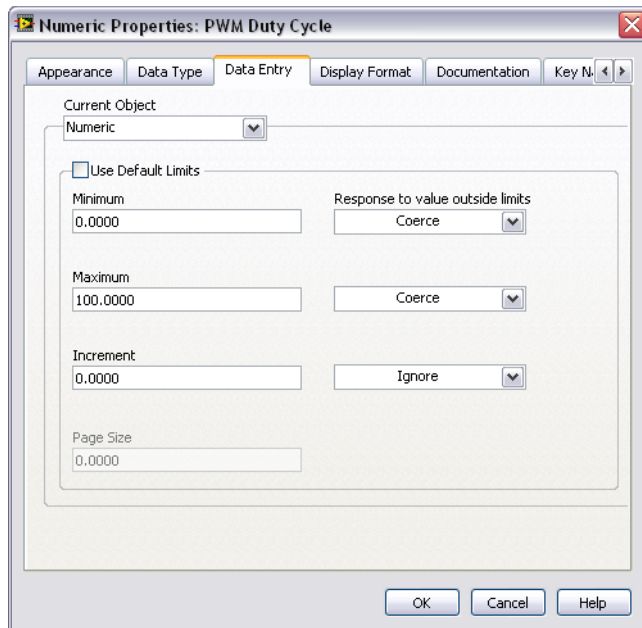 Numeric Properties: PWM Duty Cycle
Appearance Data Type Data Entry Display Format Documentation Key N
Current Object
Numeric
Use Default Limits
Minimum Response to value outside limits
0.0000 Coerce
Maximum
100.0000 Coerce
Increment
0.0000 Ignore
Page Size
0.0000
OK Cancel Help